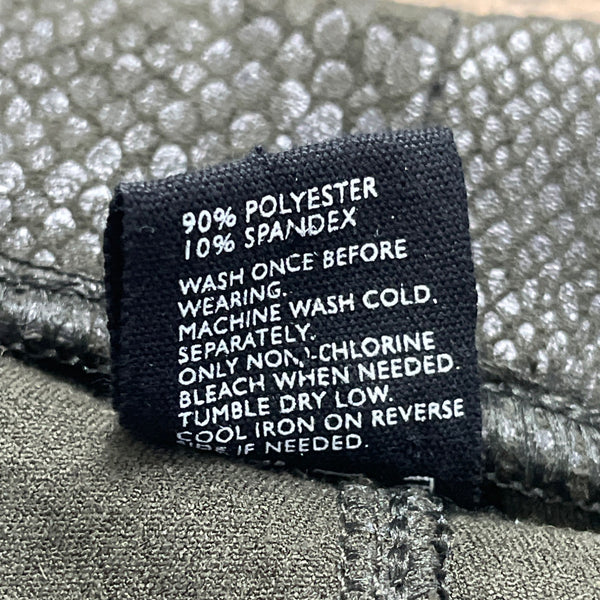 90% POLYESTER
10% SPANDEX
WASH ONCE BEFORE
WEARING.
MACHINE WASH COLD.
SEPARATELY.
ONLY NON-CHLORINE
BLEACH WHEN NEEDED.
TUMBLE DRY LOW.
COOL IRON ON REVERSE
SIDE IF NEEDED.